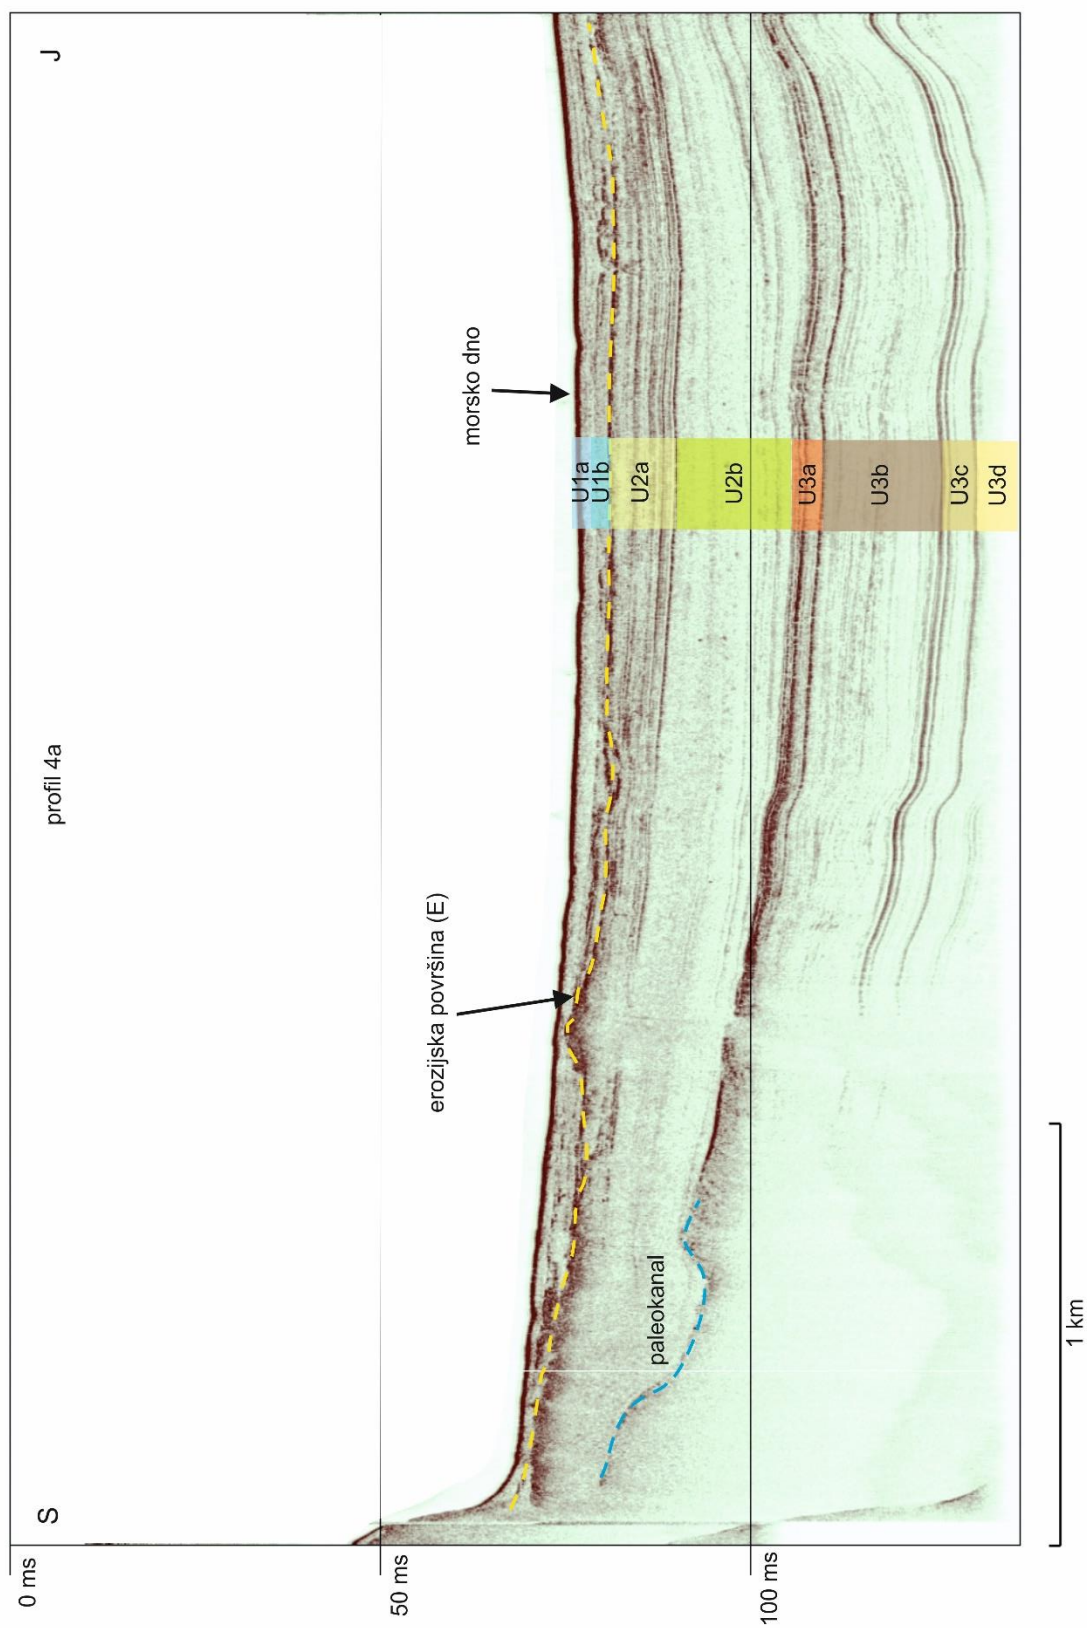 S
J
profil 4a
0 ms
50 ms
100 ms
morsko dno
erozijska površina (E)
paleokanal
U1a
U1b
U2a
U2b
U3a
U3b
U3c
U3d
1 km